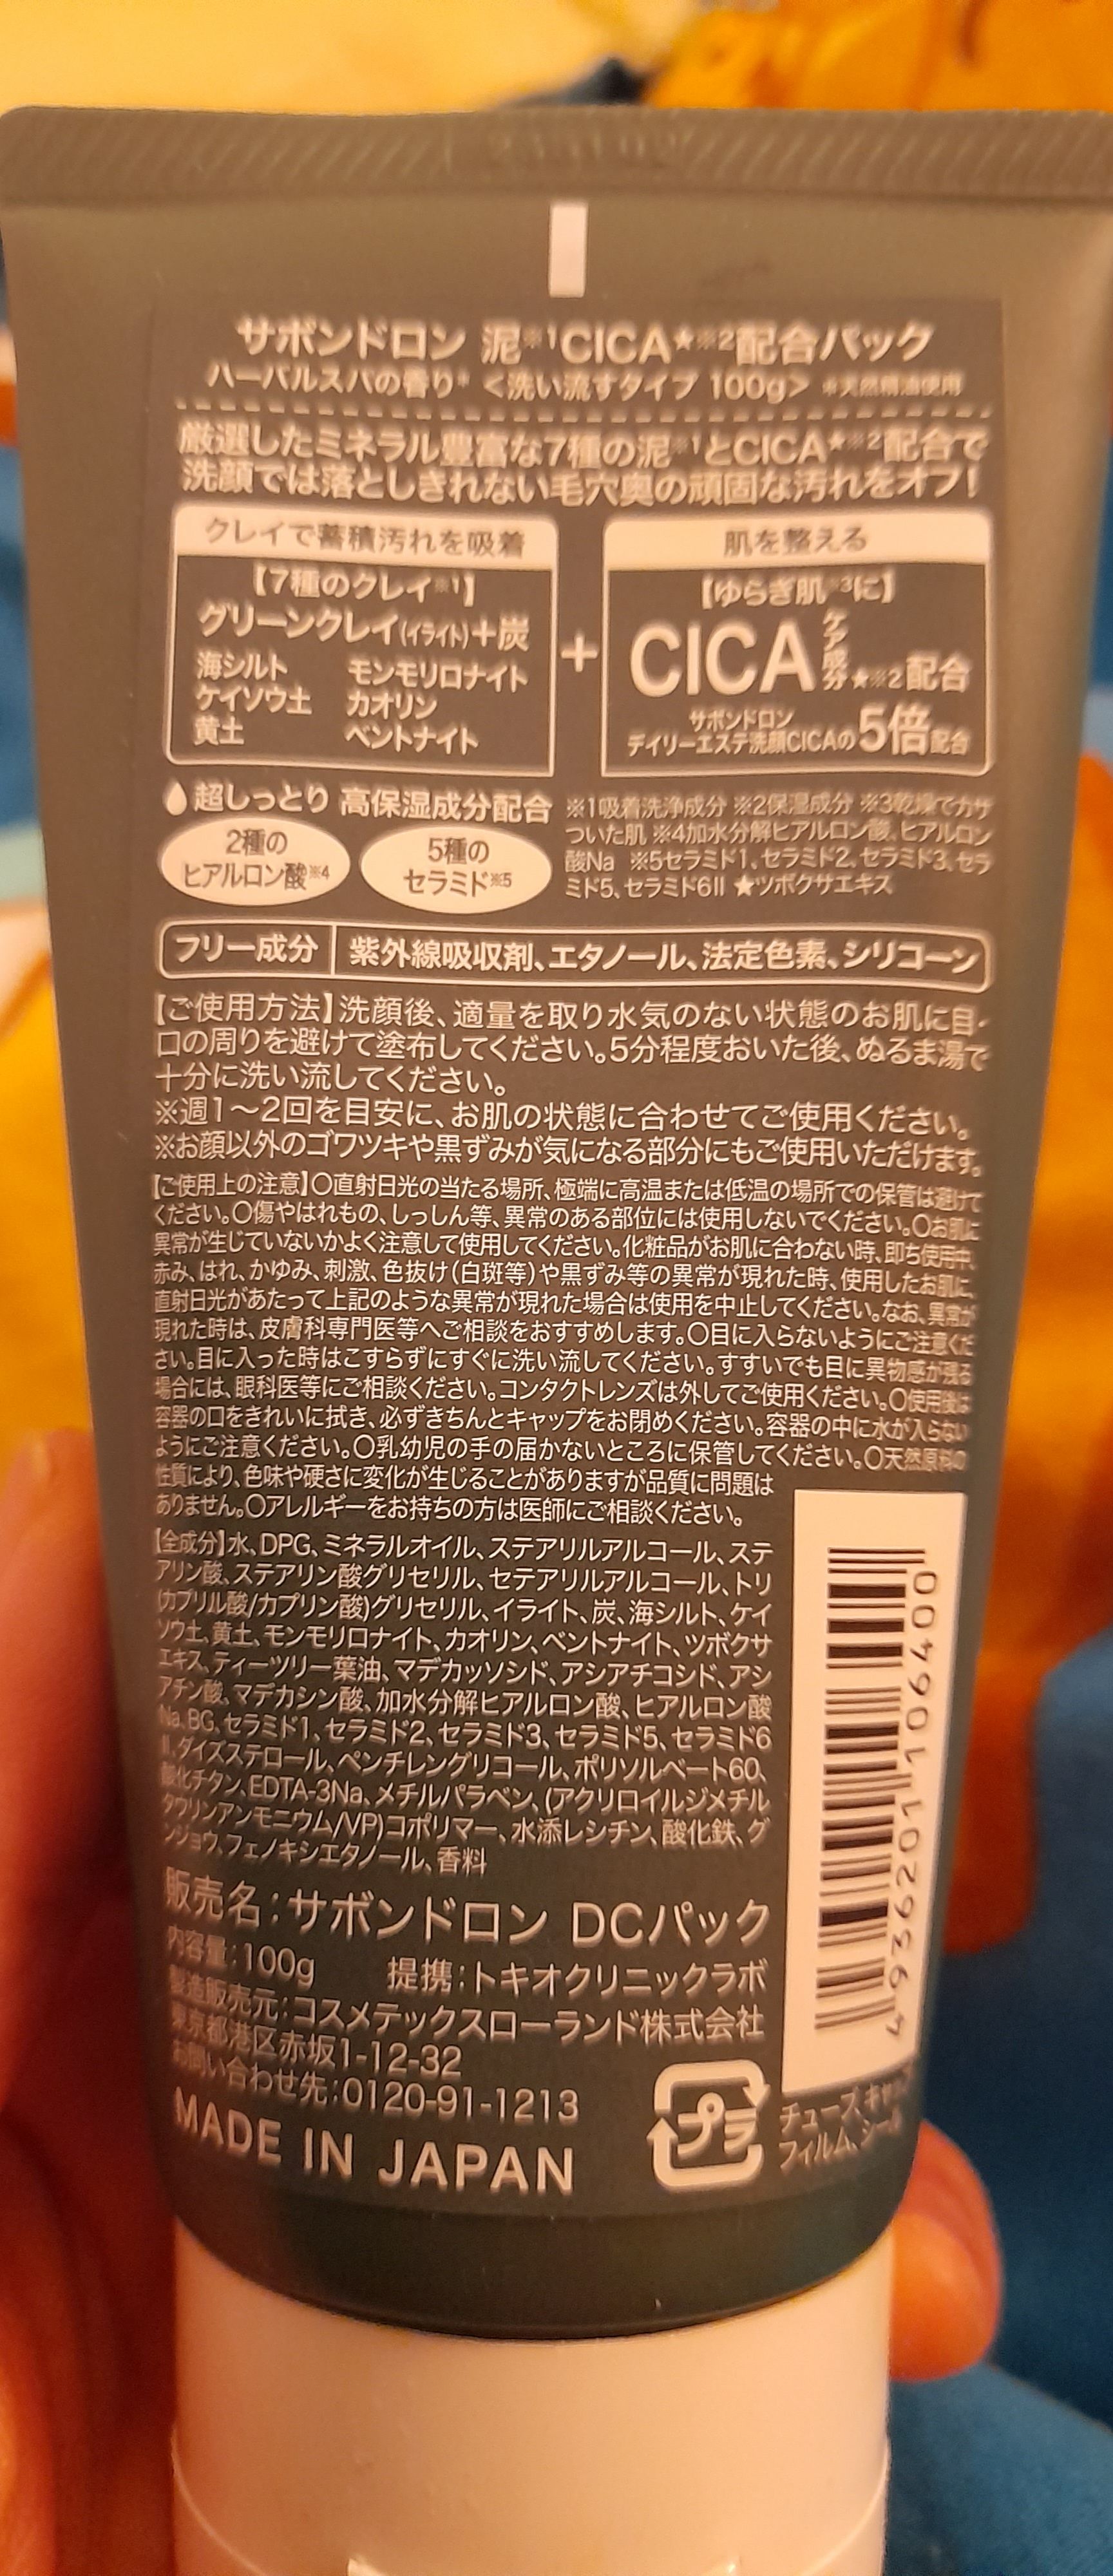 サボンドロン 泥※1CICA★※2配合パック
ハーバルスパの香り* <洗い流すタイプ 100g> ※天然精油使用
厳選したミネラル豊富な7種の泥※1とCICA★※2配合で
洗顔では落としきれない毛穴奥の頑固な汚れをオフ!
クレイで蓄積汚れを吸着
【7種のクレイ※1】
グリーンクレイ(イライト)+炭
海シルト モンモリロナイト
ケイソウ土 カオリン
黄土 ベントナイト
+
肌を整える
【ゆらぎ肌※3に】
CICAケア成分★※2配合
サボンドロン
デイリーエステ洗顔CICAの5倍配合
超しっとり 高保湿成分配合
2種の
ヒアルロン酸※4
5種の
セラミド※5
※1吸着洗浄成分 ※2保湿成分 ※3乾燥でカサ
ついた肌 ※4加水分解ヒアルロン酸、ヒアルロン
酸Na ※5セラミド1、セラミド2、セラミド3、セラ
ミド5、セラミド6II ★ツボクサエキス
フリー成分 紫外線吸収剤、エタノール、法定色素、シリコーン
【ご使用方法】洗顔後、適量を取り水気のない状態のお肌に目・
口の周りを避けて塗布してください。5分程度おいた後、ぬるま湯で
十分に洗い流してください。
※週1～2回を目安に、お肌の状態に合わせてご使用ください。
※お顔以外のゴワツキや黒ずみが気になる部分にもご使用いただけます。
【ご使用上の注意】○直射日光の当たる場所、極端に高温または低温の場所での保管は避けて
ください。○傷やはれもの、しっしん等、異常のある部位には使用しないでください。○お肌に
異常が生じていないかよく注意して使用してください。化粧品がお肌に合わない時、即ち使用中、
赤み、はれ、かゆみ、刺激、色抜け(白斑等)や黒ずみ等の異常が現れた時、使用したお肌に、
直射日光があたって上記のような異常が現れた場合は使用を中止してください。なお、異常が
現れた時は、皮膚科専門医等へご相談をおすすめします。○目に入らないようにご注意くだ
さい。目に入った時はこすらずにすぐに洗い流してください。すすいでも目に異物感が残る
場合には、眼科医等にご相談ください。コンタクトレンズは外してご使用ください。○使用後は
容器の口をきれいに拭き、必ずきちんとキャップをお閉めください。容器の中に水が入らない
ようにご注意ください。○乳幼児の手の届かないところに保管してください。○天然原料の
性質により、色味や硬さに変化が生じることがありますが品質に問題は
ありません。○アレルギーをお持ちの方は医師にご相談ください。
【全成分】水、DPG、ミネラルオイル、ステアリルアルコール、ステ
アリン酸、ステアリン酸グリセリル、セテアリルアルコール、トリ
(カプリル酸/カプリン酸)グリセリル、イライト、炭、海シルト、ケイ
ソウ土、黄土、モンモリロナイト、カオリン、ベントナイト、ツボクサ
エキス、ティーツリー葉油、マデカッソシド、アシアチコシド、アシ
アチン酸、マデカシン酸、加水分解ヒアルロン酸、ヒアルロン酸
Na、BG、セラミド1、セラミド2、セラミド3、セラミド5、セラミド6
II、ダイズステロール、ペンチレングリコール、ポリソルベート60、
酸化チタン、EDTA-3Na、メチルパラベン、(アクリロイルジメチル
タウリンアンモニウム/VP)コポリマー、水添レシチン、酸化鉄、グ
ンジョウ、フェノキシエタノール、香料
販売名:サボンドロン DCパック
内容量:100g 提携:トキオクリニックラボ
製造販売元:コスメテックスローランド株式会社
東京都港区赤坂1-12-32
お問い合わせ先:0120-91-1213
MADE IN JAPAN
プラ
チューブ、キャップ、
フィルム、シール
4936201106400